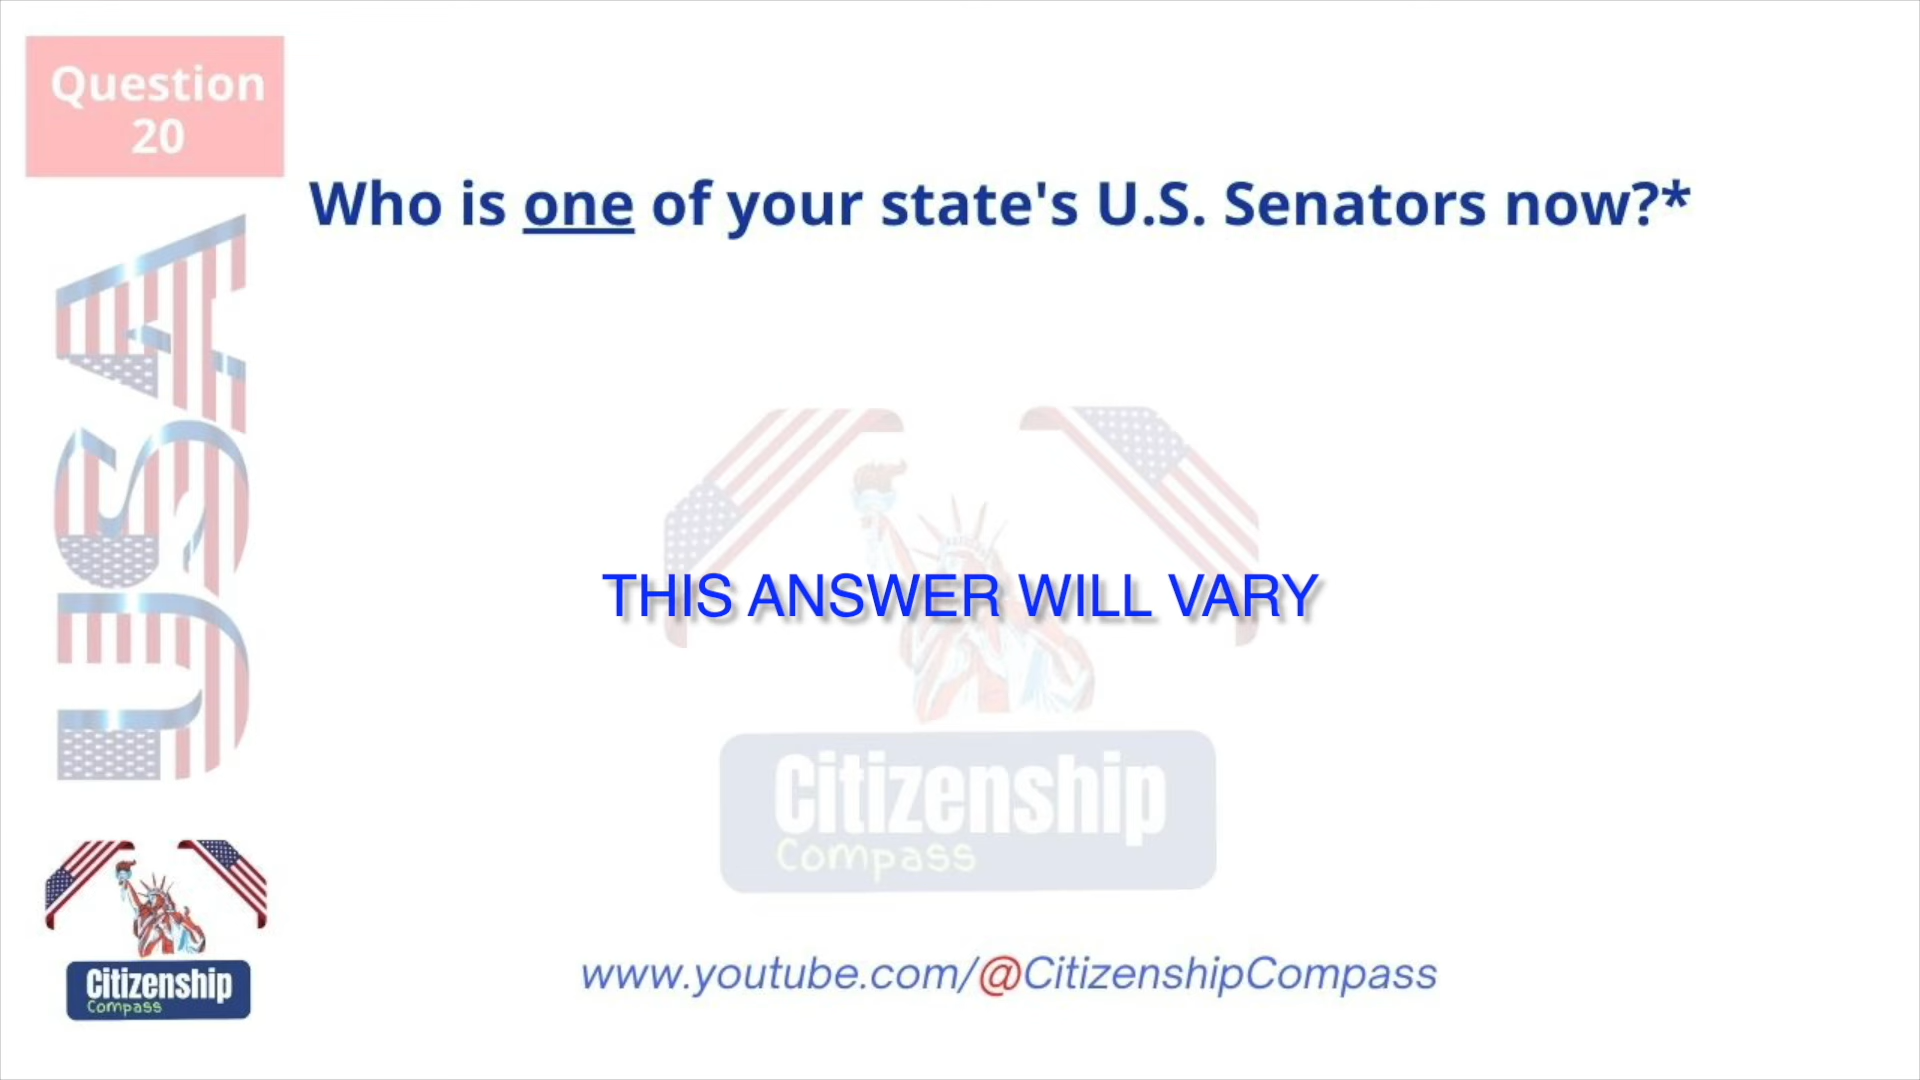 Question
20
Who is one of your state's U.S. Senators now?*
THIS ANSWER WILL VARY
Citizenship
Compass
USA
Citizenship
Compass
www.youtube.com/@CitizenshipCompass